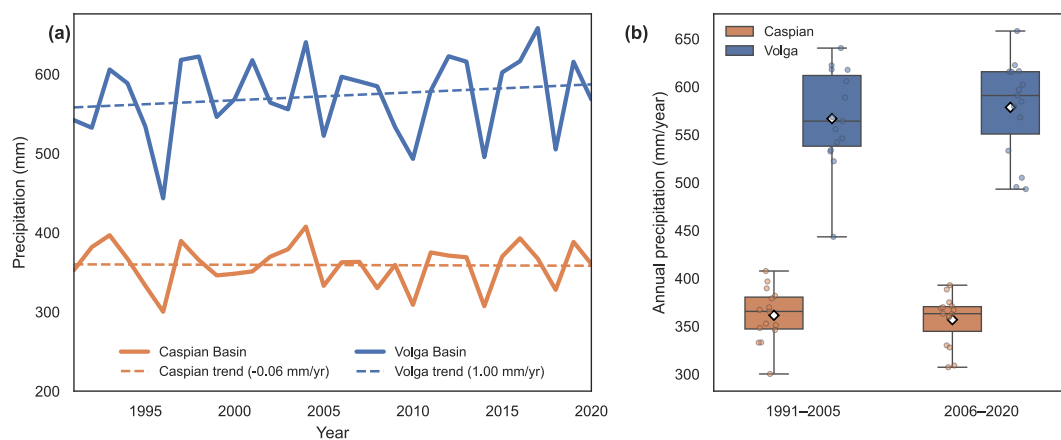 (a)
Precipitation (mm)
600
500
400
300
200
1995
2000
2005
2010
2015
2020
Year
Caspian Basin
Caspian trend (-0.06 mm/yr)
Volga Basin
Volga trend (1.00 mm/yr)
(b)
Annual precipitation (mm/year)
650
600
550
500
450
400
350
300
Caspian
Volga
1991–2005
2006–2020